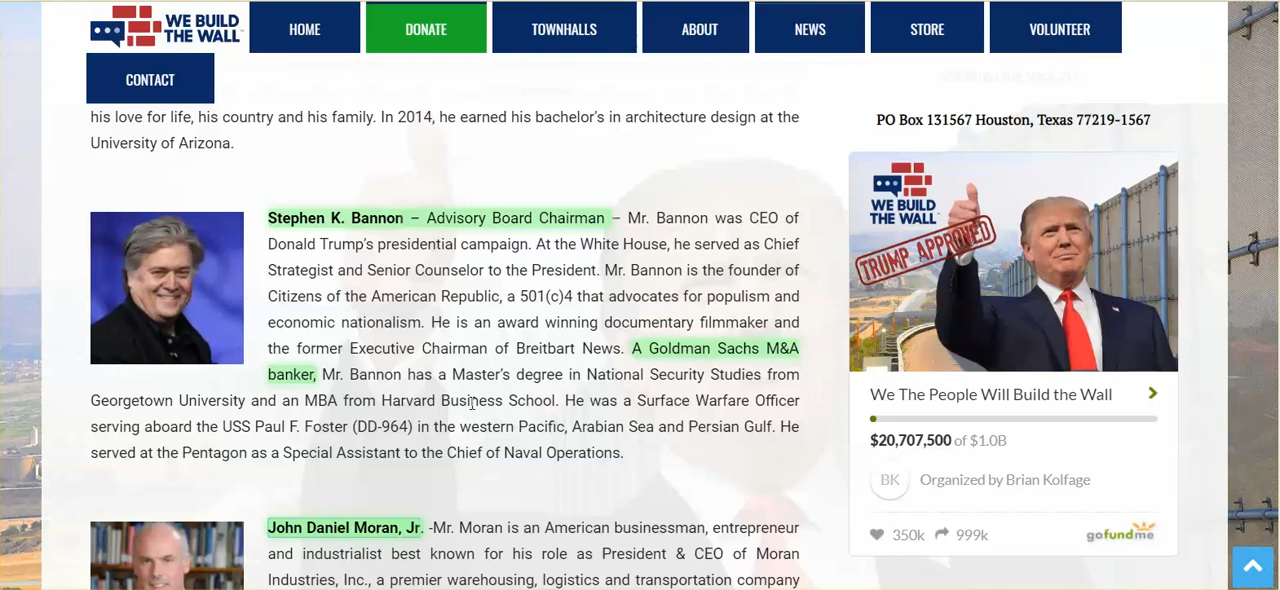 WE BUILD
THE WALL
HOME
DONATE
TOWNHALLS
ABOUT
NEWS
STORE
VOLUNTEER
CONTACT
his love for life, his country and his family. In 2014, he earned his bachelor's in architecture design at the
University of Arizona.
Stephen K. Bannon – Advisory Board Chairman – Mr. Bannon was CEO of
Donald Trump's presidential campaign. At the White House, he served as Chief
Strategist and Senior Counselor to the President. Mr. Bannon is the founder of
Citizens of the American Republic, a 501(c)4 that advocates for populism and
economic nationalism. He is an award winning documentary filmmaker and
the former Executive Chairman of Breitbart News. A Goldman Sachs M&A
banker, Mr. Bannon has a Master's degree in National Security Studies from
Georgetown University and an MBA from Harvard Business School. He was a Surface Warfare Officer
serving aboard the USS Paul F. Foster (DD-964) in the western Pacific, Arabian Sea and Persian Gulf. He
served at the Pentagon as a Special Assistant to the Chief of Naval Operations.
John Daniel Moran, Jr. -Mr. Moran is an American businessman, entrepreneur
and industrialist best known for his role as President & CEO of Moran
Industries, Inc., a premier warehousing, logistics and transportation company
PO Box 131567 Houston, Texas 77219-1567
WE BUILD
THE WALL
TRUMP APPROVED
We The People Will Build the Wall
$20,707,500 of $1.0B
BK Organized by Brian Kolfage
350k 999k
gofundme